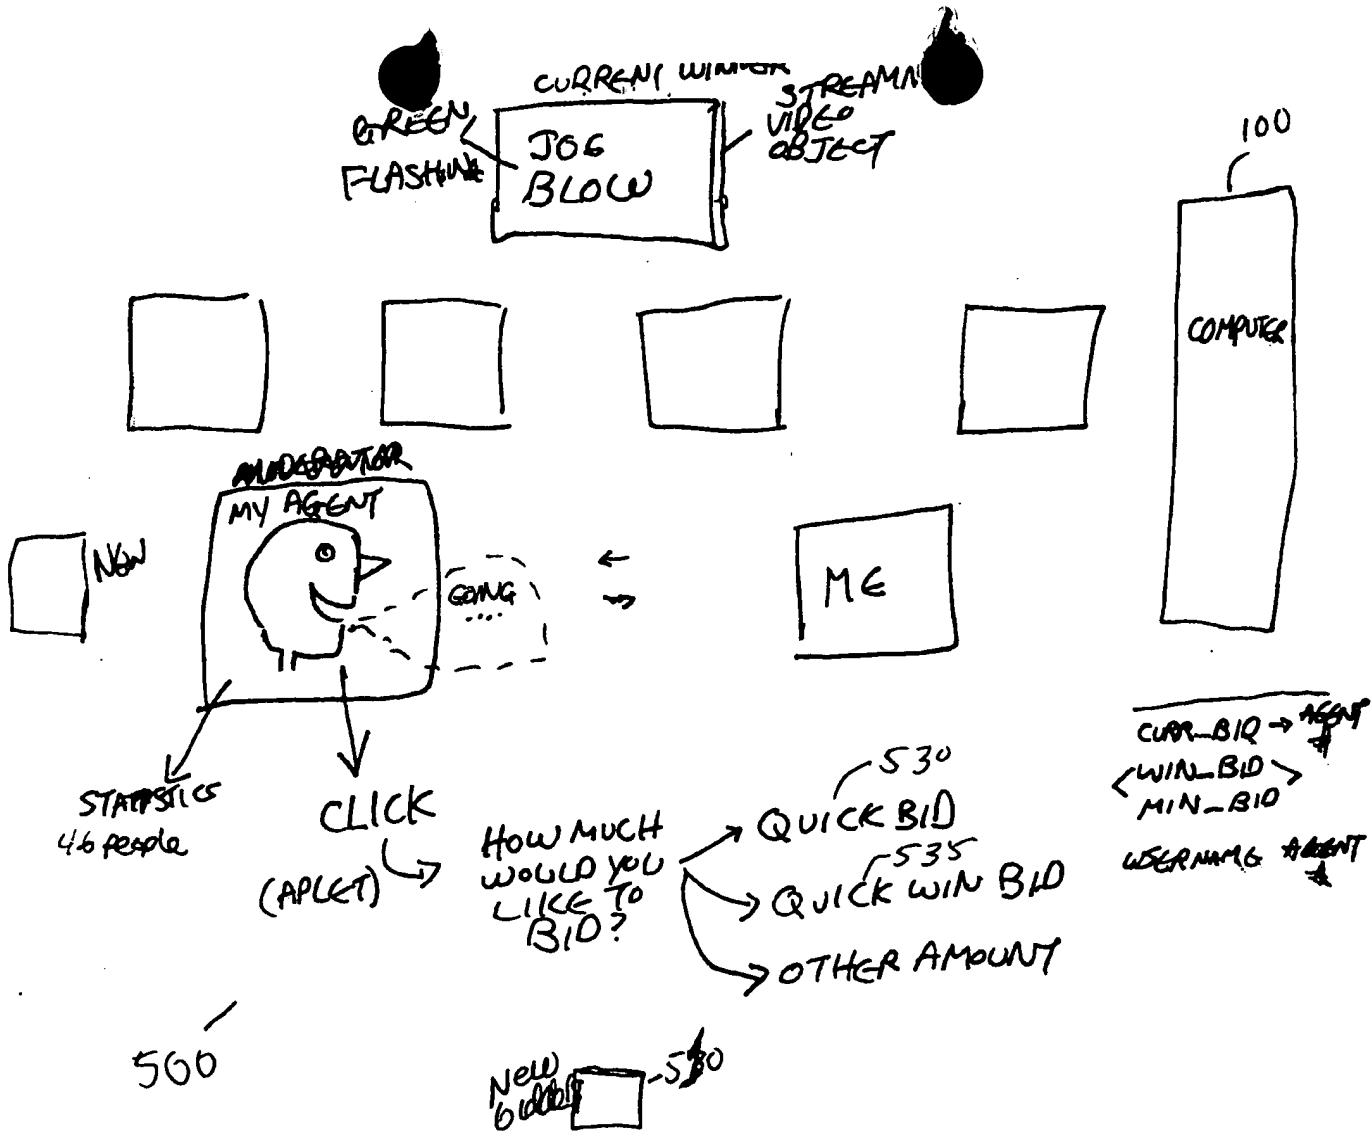 CURRENT WINNER
GREEN
FLASHING
JOE
BLOW
STREAMN
VIDEO
OBJECT
100
COMPUTER
MODERATOR
MY AGENT
NEW
GOING
....
ME
STATISTICS
46 people
CLICK
(APLET)
HOW MUCH
WOULD YOU
LIKE TO
BID?
530
QUICK BID
535
QUICK WIN BID
OTHER AMOUNT
CURR_BID → AGENT
<WIN_BID>
MIN_BID
USERNAME AGENT
500
NEW
bidder